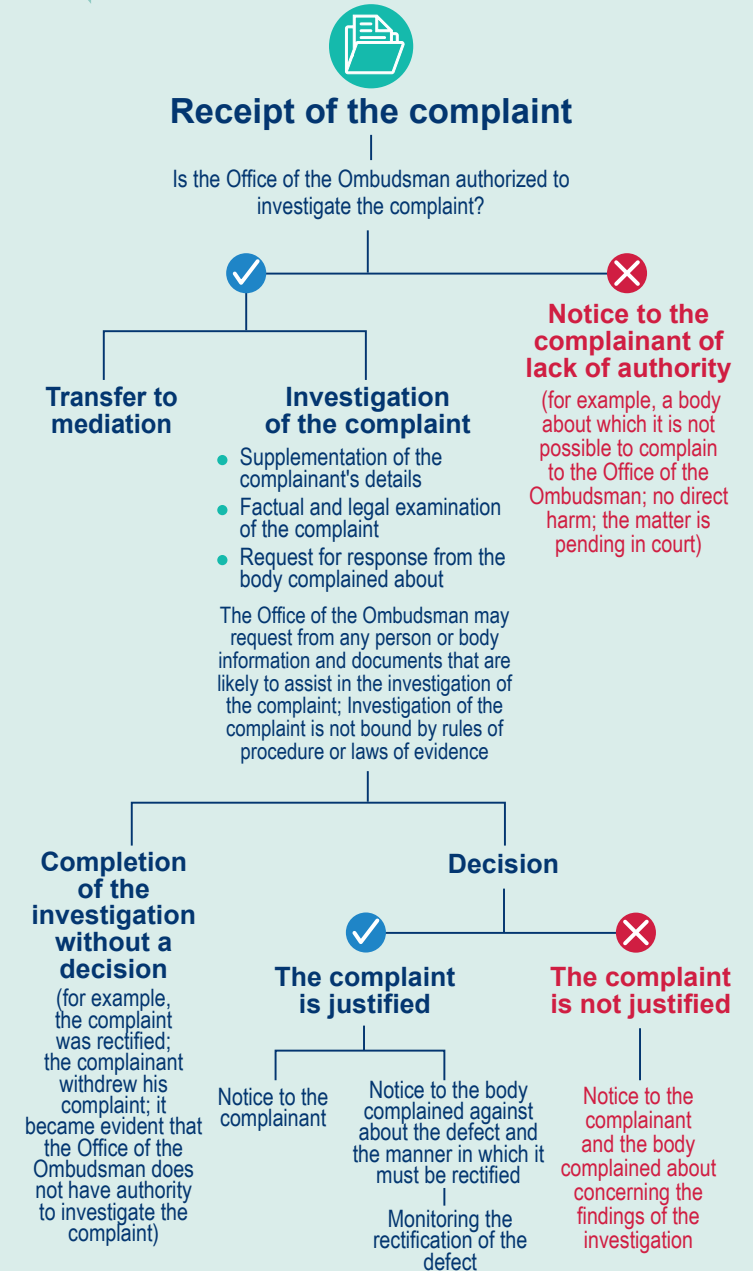 Receipt of the complaint
Is the Office of the Ombudsman authorized to
investigate the complaint?
Transfer to
mediation
Investigation
of the complaint
Supplementation of the
complainant's details
Factual and legal examination
of the complaint
Request for response from the
body complained about
The Office of the Ombudsman may
request from any person or body
information and documents that are
likely to assist in the investigation of
the complaint; Investigation of the
complaint is not bound by rules of
procedure or laws of evidence
Notice to the
complainant of
lack of authority
(for example, a body
about which it is not
possible to complain
to the Office of the
Ombudsman; no direct
harm; the matter is
pending in court)
Completion
of the
investigation
without a
decision
(for example,
the complaint
was rectified;
the complainant
withdrew his
complaint; it
became evident that
the Office of the
Ombudsman does
not have authority
to investigate the
complaint)
Decision
The complaint
is justified
Notice to the
complainant
Notice to the body
complained against
about the defect and
the manner in which it
must be rectified
Monitoring the
rectification of the
defect
The complaint
is not justified
Notice to the
complainant
and the body
complained about
concerning the
findings of the
investigation